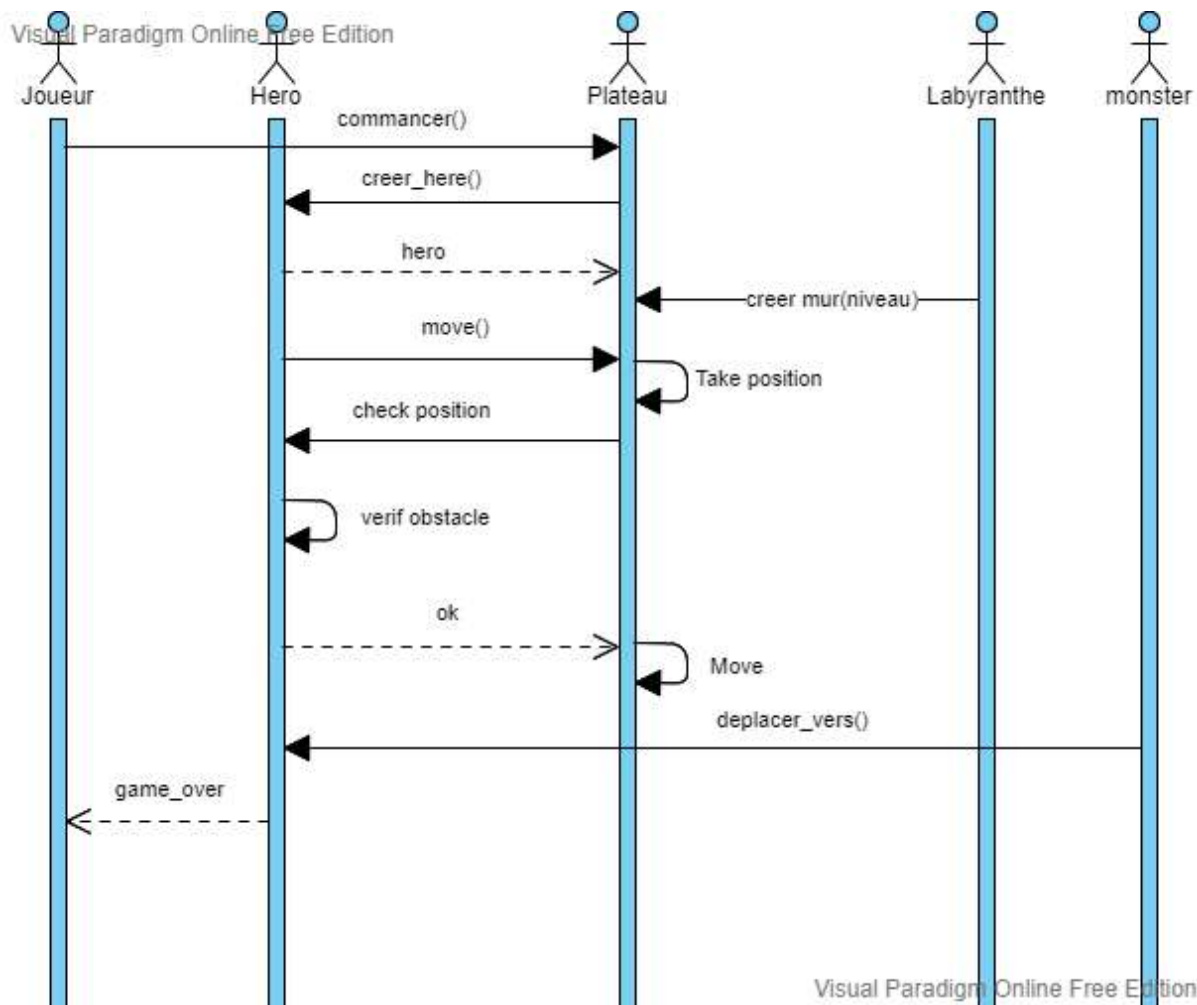 Visual Paradigm Online Free Edition
Joueur
Hero
Plateau
Labyranthe
monster
commancer()
creer_here()
hero
creer mur(niveau)
move()
Take position
check position
verif obstacle
ok
Move
deplacer_vers()
game_over
Visual Paradigm Online Free Edition